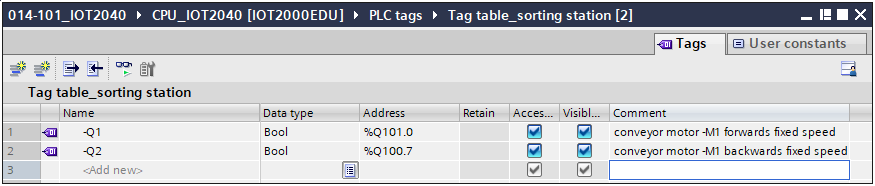 014-101_IOT2040 ▸ CPU_IOT2040 [IOT2000EDU] ▸ PLC tags ▸ Tag table_sorting station [2]
Tags User constants
Tag table_sorting station
Name Data type Address Retain Acces... Visibl... Comment
1 -Q1 Bool %Q101.0 conveyor motor -M1 forwards fixed speed
2 -Q2 Bool %Q100.7 conveyor motor -M1 backwards fixed speed
3 <Add new>